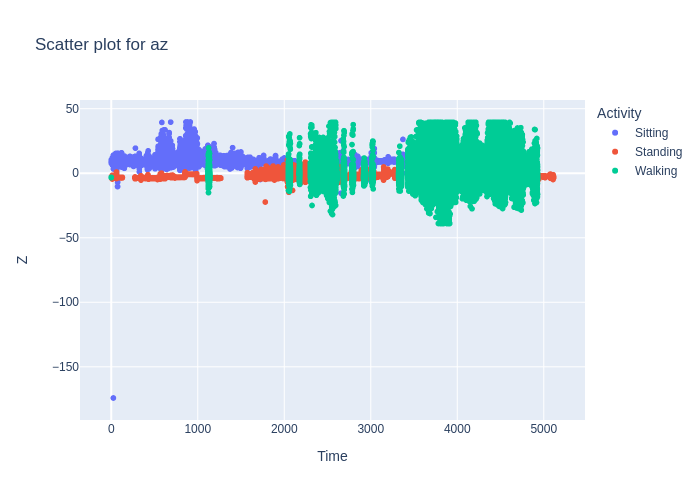 Scatter plot for az
Activity
Sitting
Standing
Walking
50
0
−50
−100
−150
Z
0 1000 2000 3000 4000 5000
Time